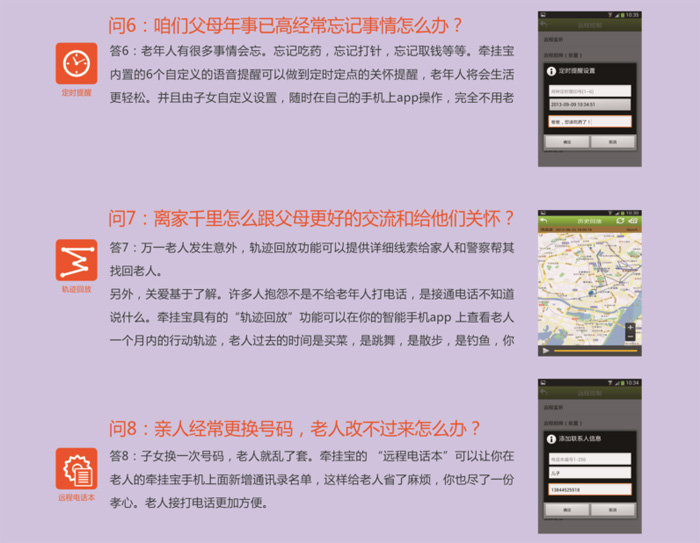 问6：咱们父母年事已高经常忘记事情怎么办？
答6：老年人有很多事情会忘。忘记吃药，忘记打针，忘记取钱等等。牵挂宝
内置的6个自定义的语音提醒可以做到定时定点的关怀提醒，老年人将会生活
更轻松。并且由子女自定义设置，随时在自己的手机上app操作，完全不用老
定时提醒
10:35
远程控制
远程监听
定时提醒设置
2013-09-09 10:34:51
爸爸，您该吃药了！
确定
取消
问7：离家千里怎么跟父母更好的交流和给他们关怀？
答7：万一老人发生意外，轨迹回放功能可以提供详细线索给家人和警察帮其
找回老人。
另外，关爱基于了解。许多人抱怨不是不给老年人打电话，是接通电话不知道
说什么。牵挂宝具有的“轨迹回放”功能可以在你的智能手机app 上查看老人
一个月内的行动轨迹，老人过去的时间是买菜，是跳舞，是散步，是钓鱼，你
轨迹回放
10:30
历史回放
问8：亲人经常更换号码，老人改不过来怎么办？
答8：子女换一次号码，老人就乱了套。牵挂宝的 “远程电话本”可以让你在
老人的牵挂宝手机上面新增通讯录名单，这样给老人省了麻烦，你也尽了一份
孝心。老人接打电话更加方便。
远程电话本
10:34
远程控制
远程监听
添加联系人信息
儿子
13844525518
确定
取消